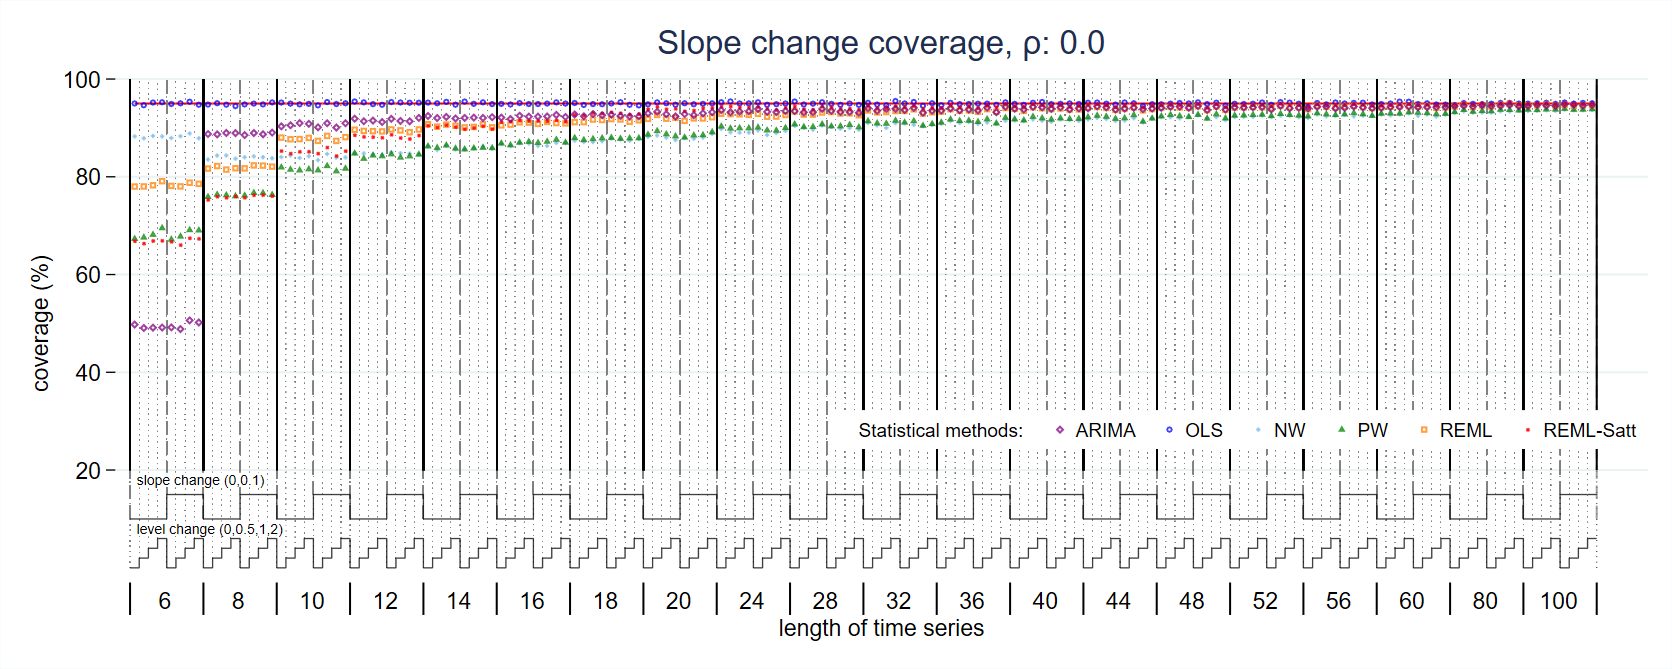 Slope change coverage, ρ: 0.0
100
80
60
40
20
coverage (%)
Statistical methods: ARIMA OLS NW PW REML REML-Satt
slope change (0,0.1)
level change (0,0.5,1,2)
6 8 10 12 14 16 18 20 24 28 32 36 40 44 48 52 56 60 80 100
length of time series